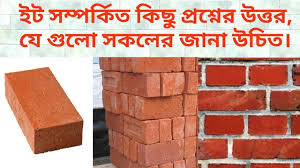 ইট সম্পর্কিত কিছু প্রশ্নের উত্তর,
যে গুলো সকলের জানা উচিত।